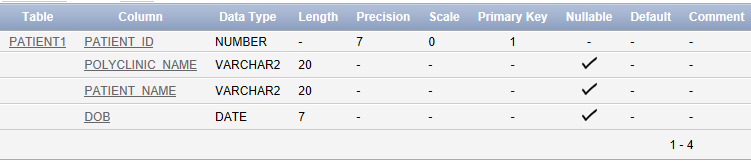 Table Column Data Type Length Precision Scale Primary Key Nullable Default Comment
PATIENT1 PATIENT_ID NUMBER - 7 0 1 - - -
POLYCLINIC_NAME VARCHAR2 20 - - - ✓ - -
PATIENT_NAME VARCHAR2 20 - - - ✓ - -
DOB DATE 7 - - - ✓ - -
1 - 4